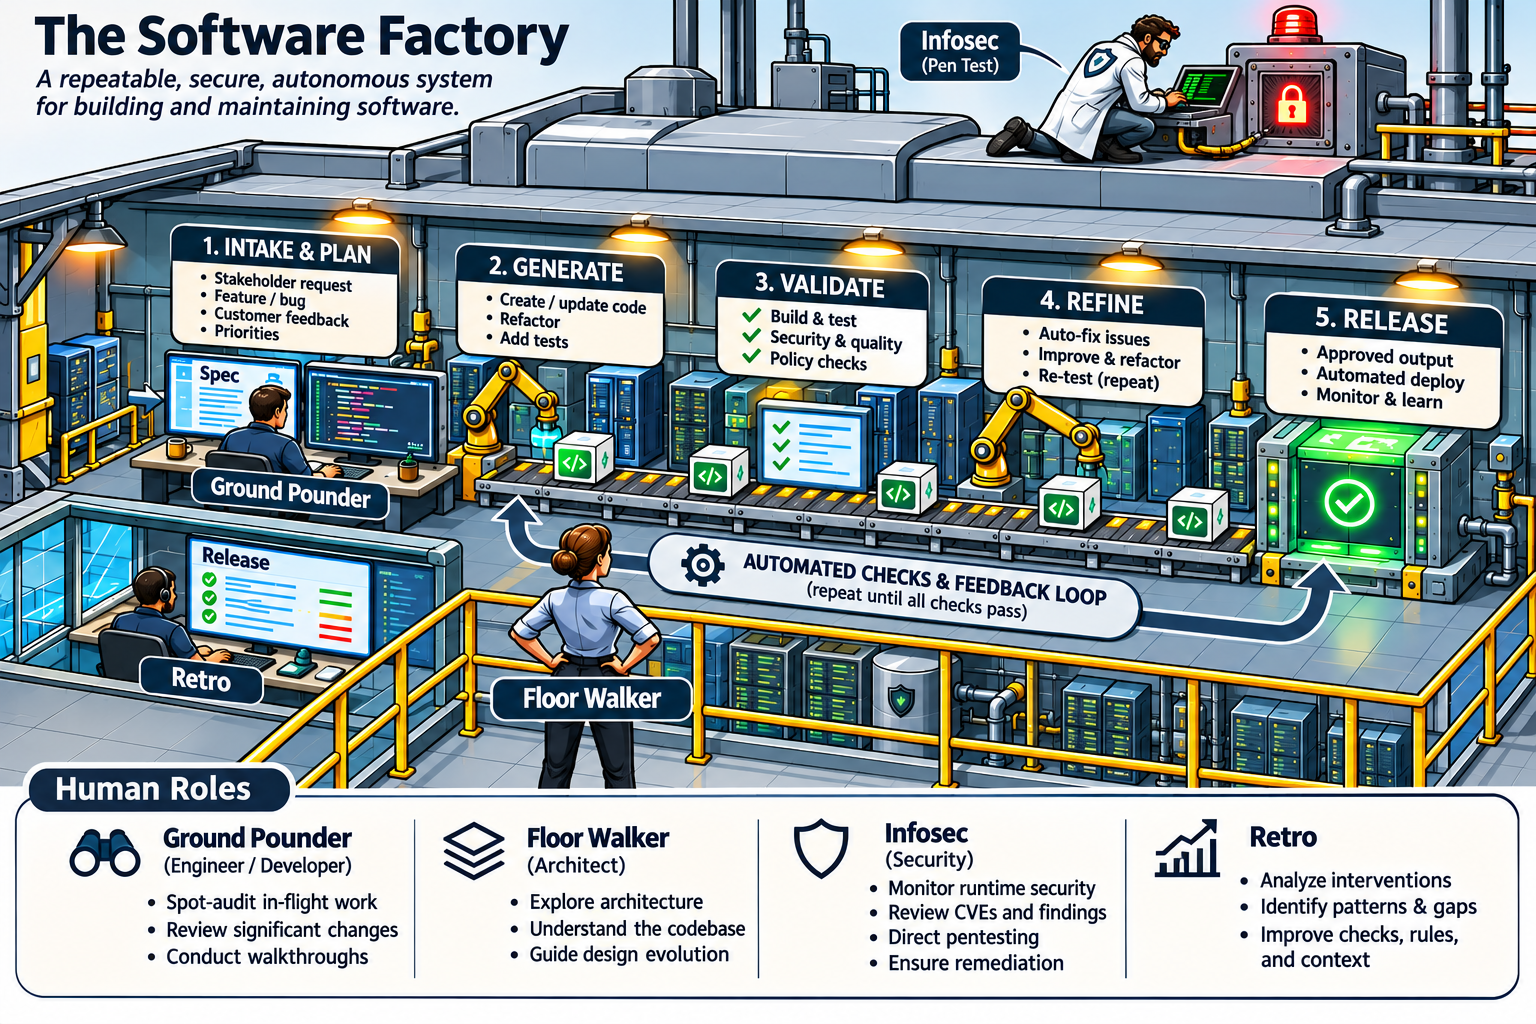 The Software Factory
A repeatable, secure, autonomous system
for building and maintaining software.
Infosec
(Pen Test)
1. INTAKE & PLAN
• Stakeholder request
• Feature / bug
• Customer feedback
• Priorities
2. GENERATE
• Create / update code
• Refactor
• Add tests
3. VALIDATE
✓ Build & test
✓ Security & quality
✓ Policy checks
4. REFINE
• Auto-fix issues
• Improve & refactor
• Re-test (repeat)
5. RELEASE
• Approved output
• Automated deploy
• Monitor & learn
Spec
Ground Pounder
</>
</>
</>
</>
</>
Release
Retro
Floor Walker
AUTOMATED CHECKS & FEEDBACK LOOP
(repeat until all checks pass)
Human Roles
Ground Pounder
(Engineer / Developer)
• Spot-audit in-flight work
• Review significant changes
• Conduct walkthroughs
Floor Walker
(Architect)
• Explore architecture
• Understand the codebase
• Guide design evolution
Infosec
(Security)
• Monitor runtime security
• Review CVEs and findings
• Direct pentesting
• Ensure remediation
Retro
• Analyze interventions
• Identify patterns & gaps
• Improve checks, rules,
and context